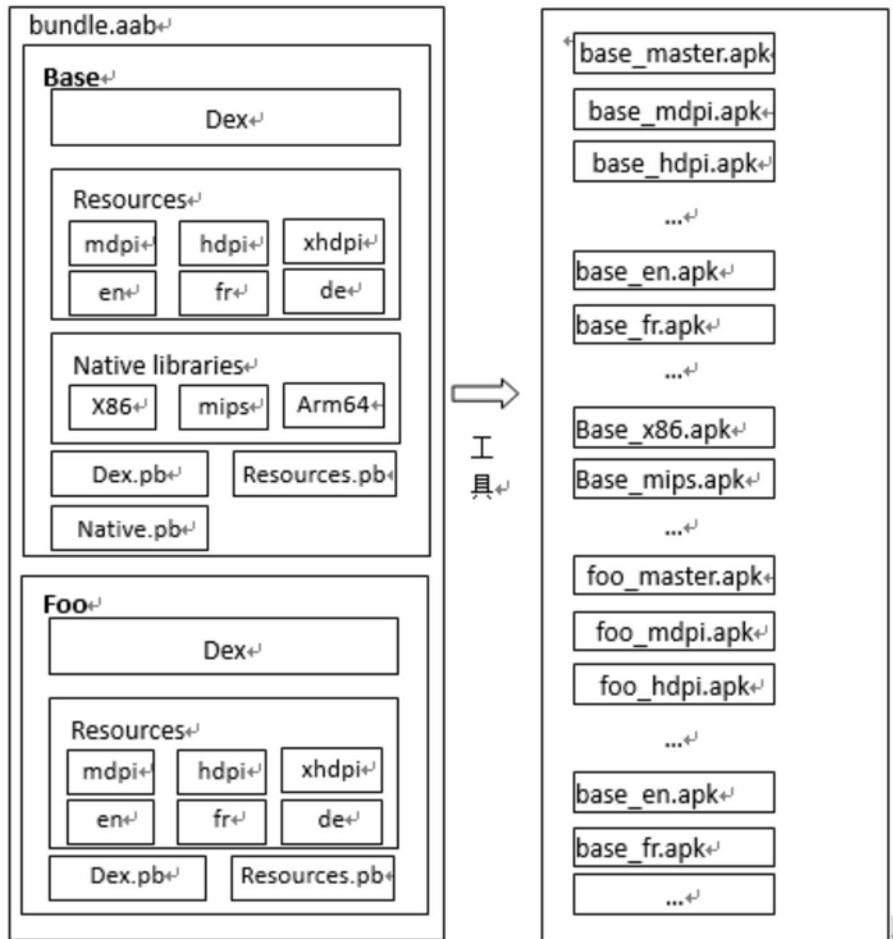 bundle.aab
Base
Dex
Resources
mdpi hdpi xhdpi
en fr de
Native libraries
X86 mips Arm64
Dex.pb Resources.pb
Native.pb
Foo
Dex
Resources
mdpi hdpi xhdpi
en fr de
Dex.pb Resources.pb
工
具
base_master.apk
base_mdpi.apk
base_hdpi.apk
...
base_en.apk
base_fr.apk
...
Base_x86.apk
Base_mips.apk
...
foo_master.apk
foo_mdpi.apk
foo_hdpi.apk
...
base_en.apk
base_fr.apk
...